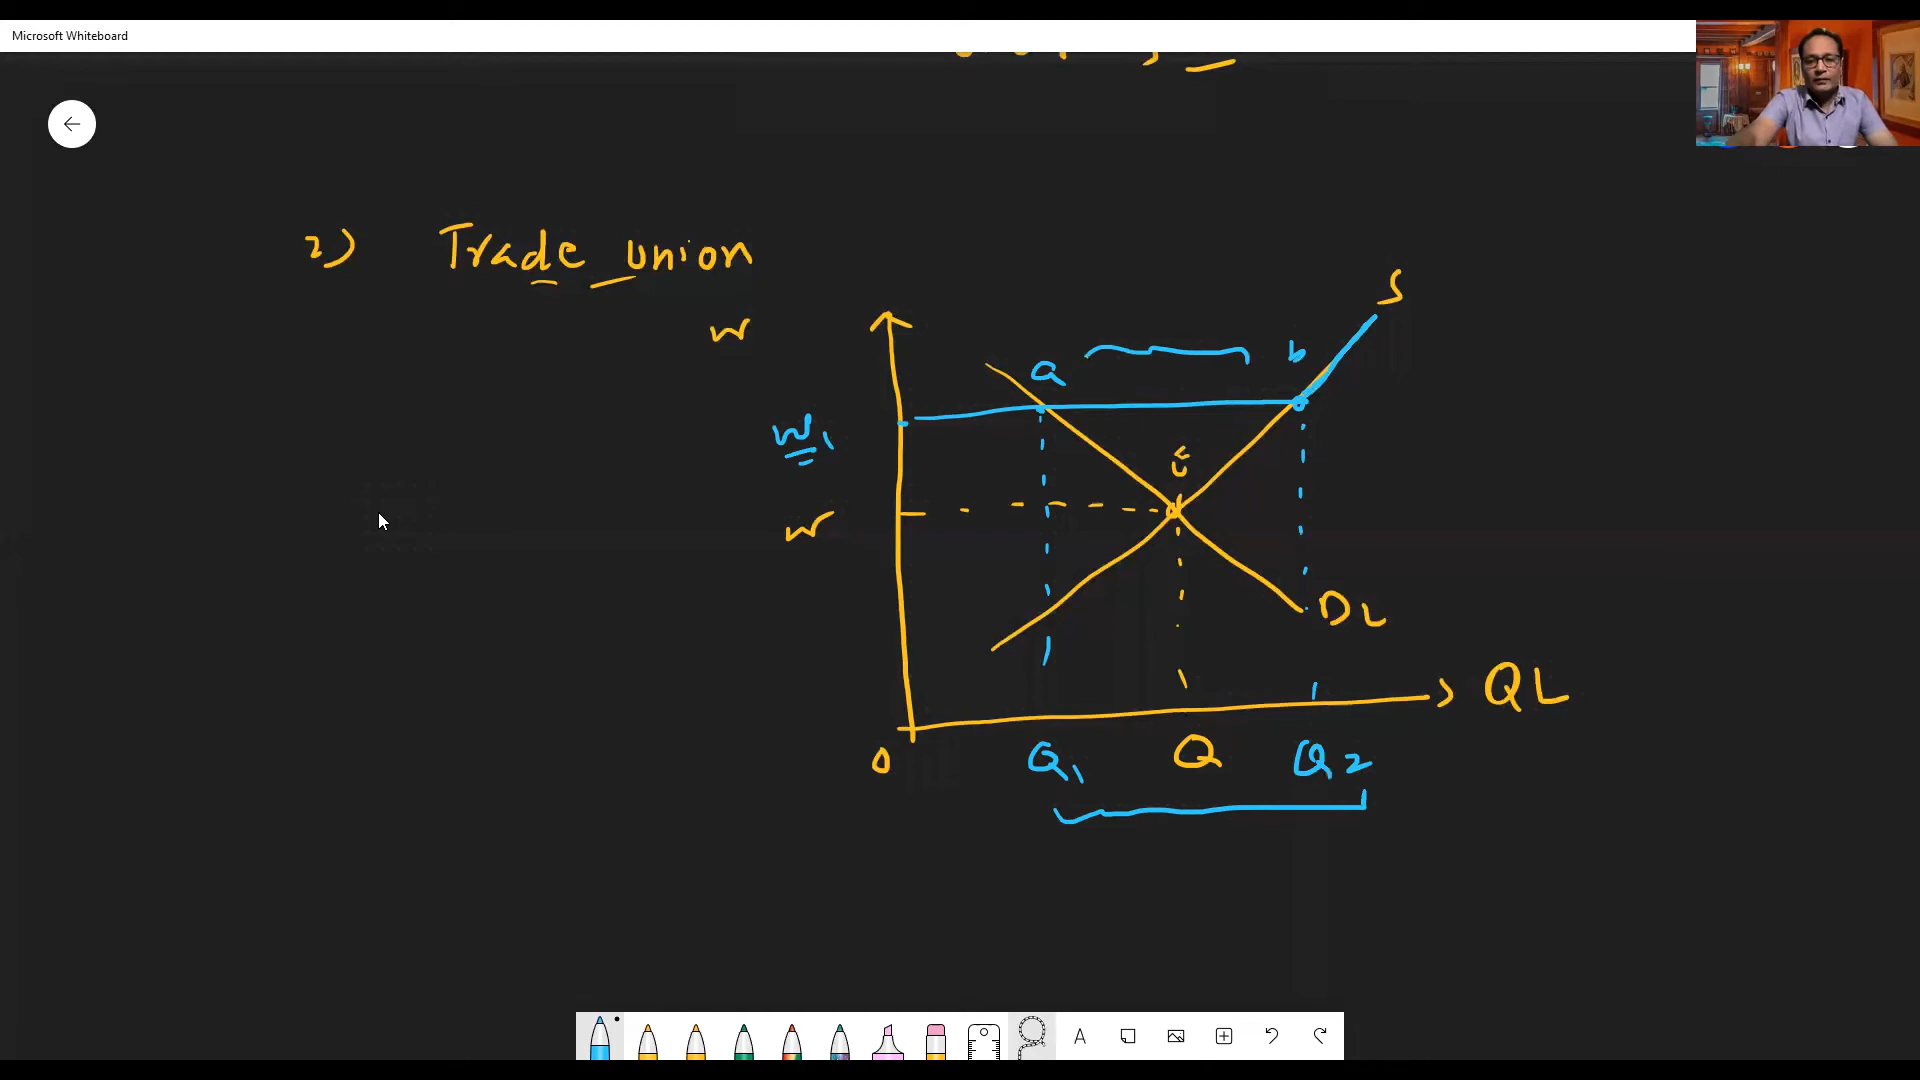 Microsoft Whiteboard
2) Trade union
W
S
a b
W1
E
W
DL
QL
0 Q1 Q Q2
A